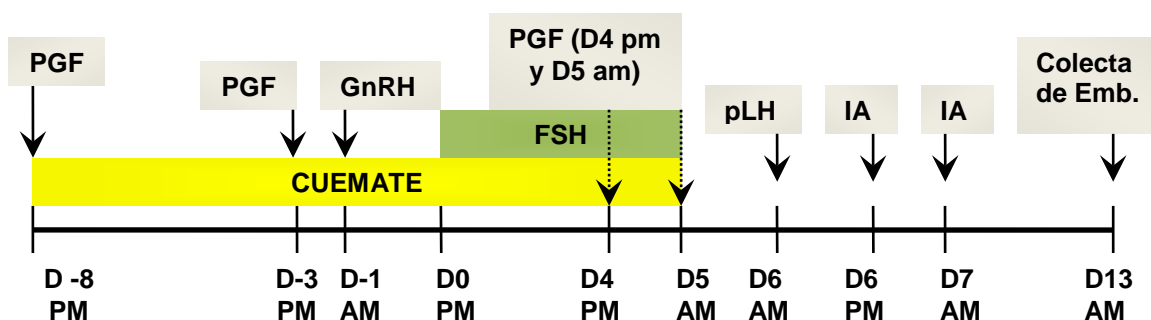 PGF
PGF
GnRH
PGF (D4 pm
y D5 am)
pLH
IA
IA
Colecta
de Emb.
FSH
CUEMATE
D -8
PM
D-3
PM
D-1
AM
D0
PM
D4
PM
D5
AM
D6
AM
D6
PM
D7
AM
D13
AM